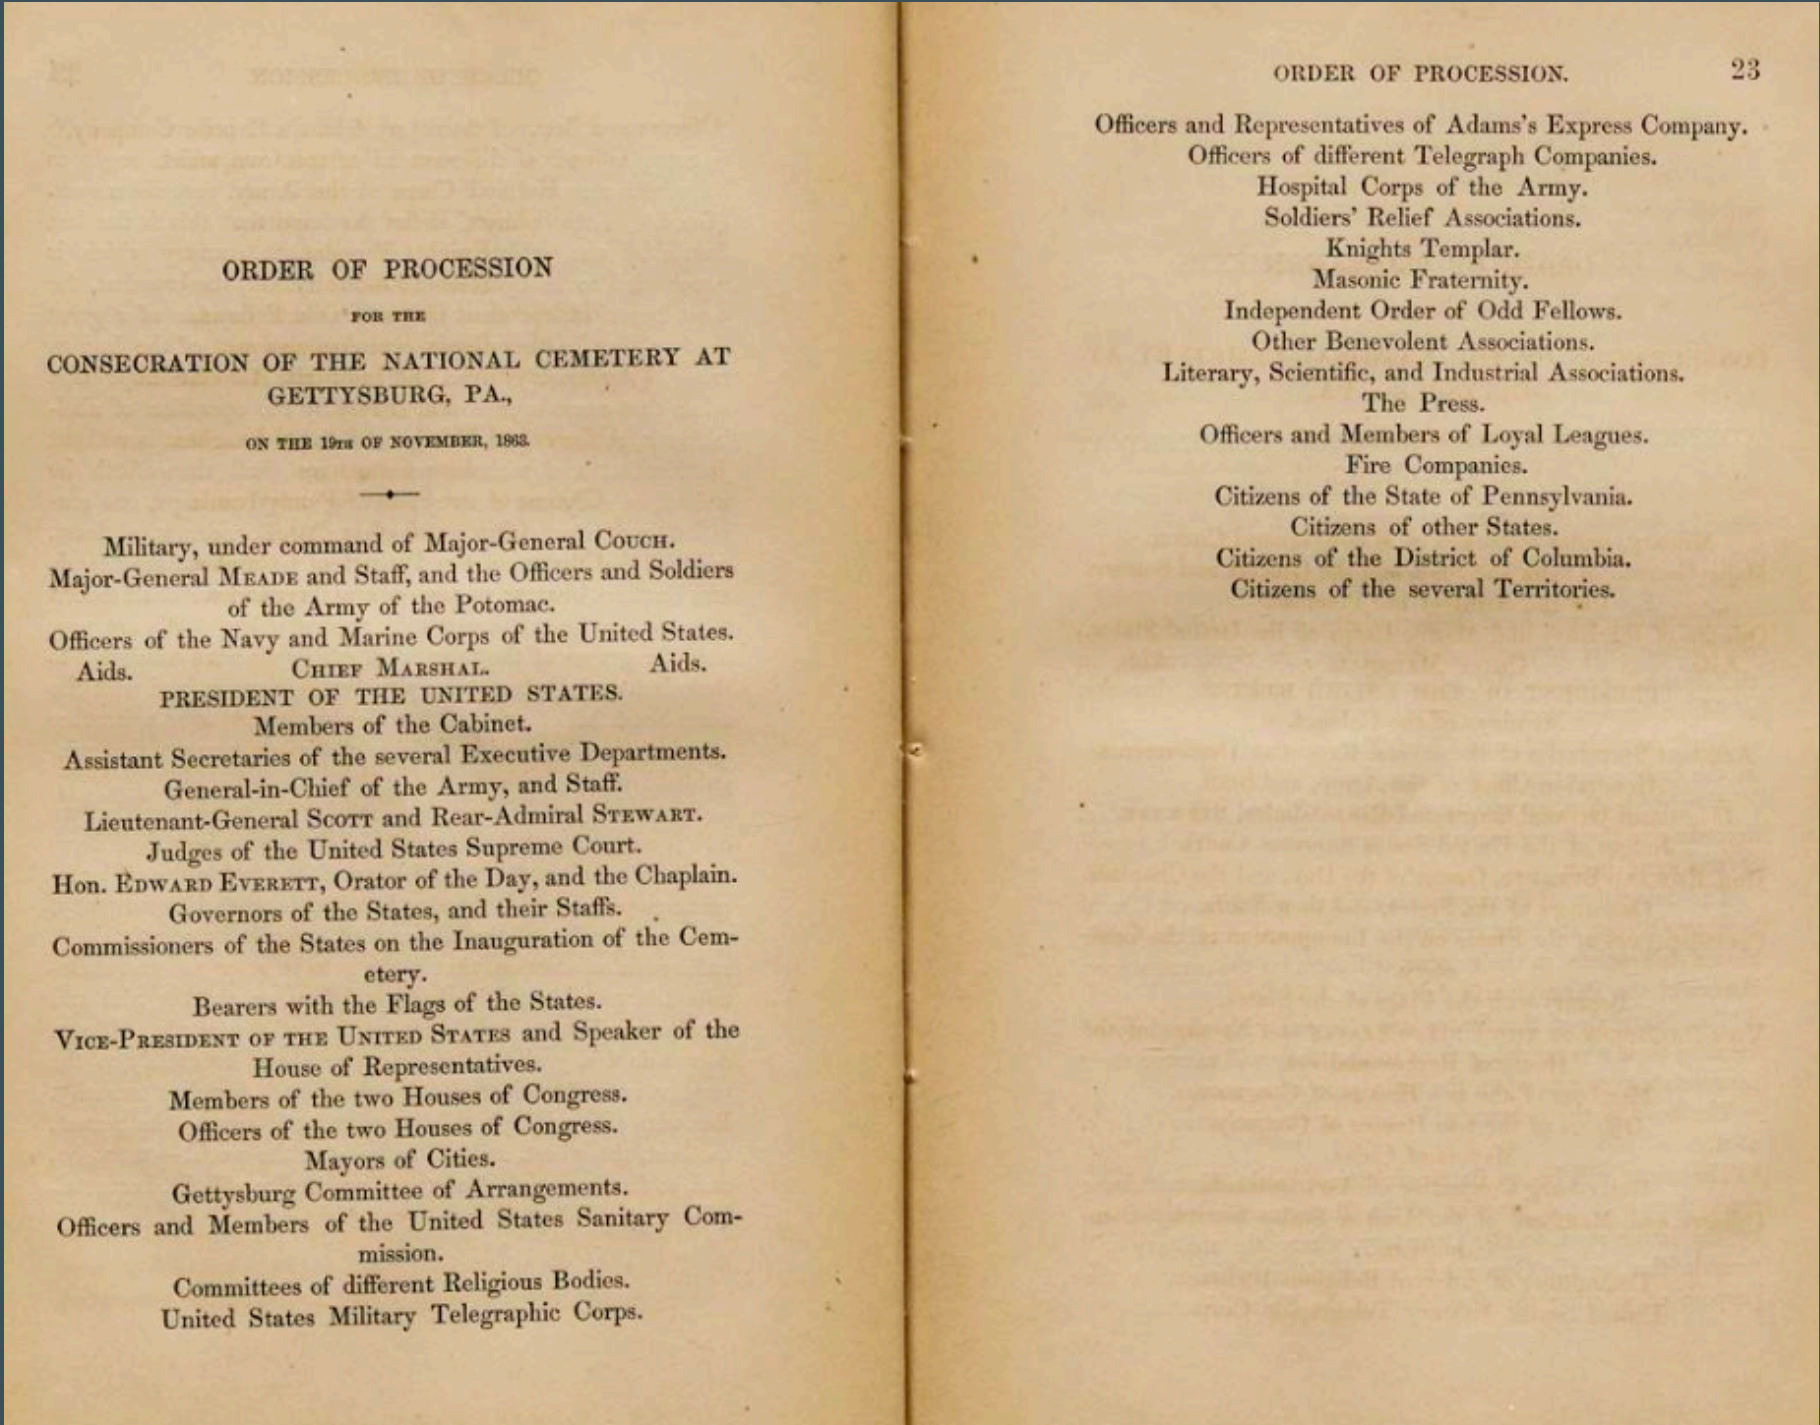 ORDER OF PROCESSION
FOR THE
CONSECRATION OF THE NATIONAL CEMETERY AT
GETTYSBURG, PA.,
ON THE 19TH OF NOVEMBER, 1863.
Military, under command of Major-General COUCH.
Major-General MEADE and Staff, and the Officers and Soldiers
of the Army of the Potomac.
Officers of the Navy and Marine Corps of the United States.
Aids. CHIEF MARSHAL. Aids.
PRESIDENT OF THE UNITED STATES.
Members of the Cabinet.
Assistant Secretaries of the several Executive Departments.
General-in-Chief of the Army, and Staff.
Lieutenant-General SCOTT and Rear-Admiral STEWART.
Judges of the United States Supreme Court.
Hon. EDWARD EVERETT, Orator of the Day, and the Chaplain.
Governors of the States, and their Staffs.
Commissioners of the States on the Inauguration of the Cem-
etery.
Bearers with the Flags of the States.
VICE-PRESIDENT OF THE UNITED STATES and Speaker of the
House of Representatives.
Members of the two Houses of Congress.
Officers of the two Houses of Congress.
Mayors of Cities.
Gettysburg Committee of Arrangements.
Officers and Members of the United States Sanitary Com-
mission.
Committees of different Religious Bodies.
United States Military Telegraphic Corps.
ORDER OF PROCESSION. 23
Officers and Representatives of Adams's Express Company.
Officers of different Telegraph Companies.
Hospital Corps of the Army.
Soldiers' Relief Associations.
Knights Templar.
Masonic Fraternity.
Independent Order of Odd Fellows.
Other Benevolent Associations.
Literary, Scientific, and Industrial Associations.
The Press.
Officers and Members of Loyal Leagues.
Fire Companies.
Citizens of the State of Pennsylvania.
Citizens of other States.
Citizens of the District of Columbia.
Citizens of the several Territories.